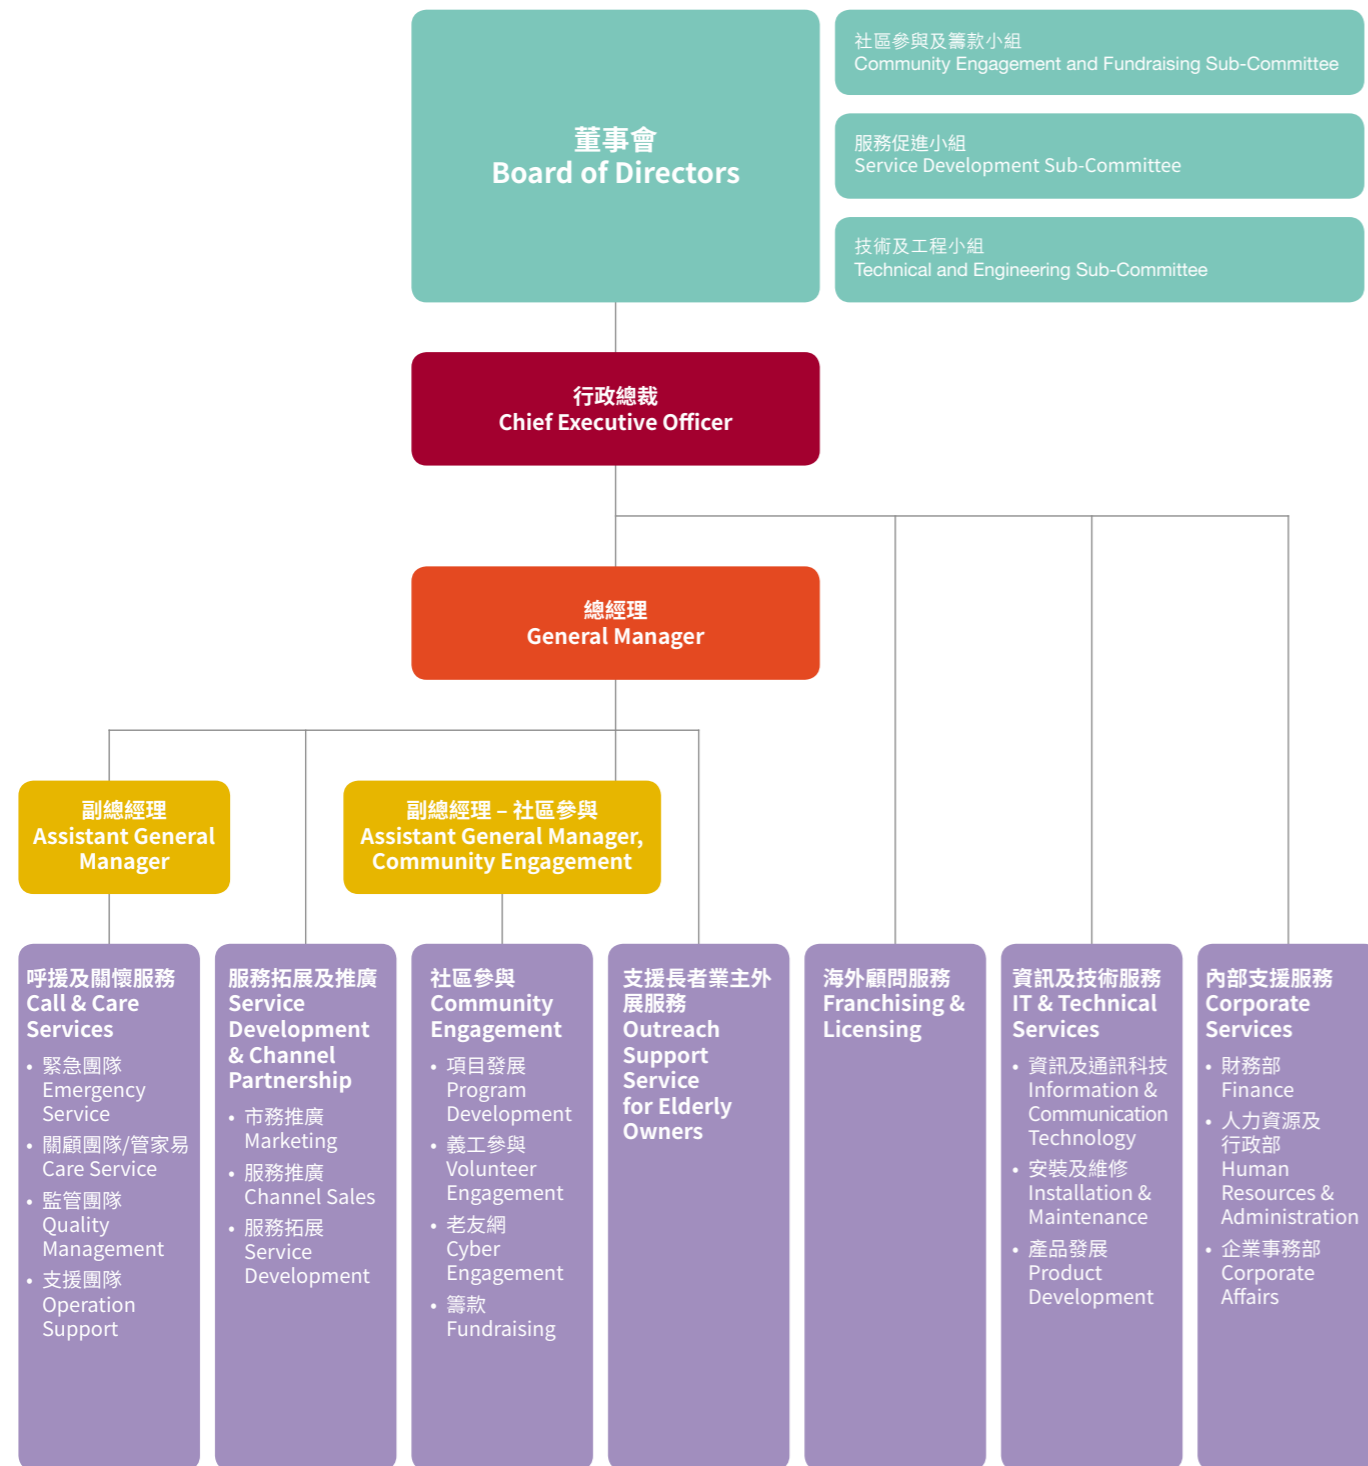 董事會
Board of Directors
社區參與及籌款小組
Community Engagement and Fundraising Sub-Committee
服務促進小組
Service Development Sub-Committee
技術及工程小組
Technical and Engineering Sub-Committee
行政總裁
Chief Executive Officer
總經理
General Manager
副總經理
Assistant General
Manager
副總經理 – 社區參與
Assistant General Manager,
Community Engagement
呼援及關懷服務
Call & Care
Services
• 緊急團隊
Emergency
Service
• 關顧團隊/管家易
Care Service
• 監管團隊
Quality
Management
• 支援團隊
Operation
Support
服務拓展及推廣
Service
Development
& Channel
Partnership
• 市務推廣
Marketing
• 服務推廣
Channel Sales
• 服務拓展
Service
Development
社區參與
Community
Engagement
• 項目發展
Program
Development
• 義工參與
Volunteer
Engagement
• 老友網
Cyber
Engagement
• 籌款
Fundraising
支援長者業主外
展服務
Outreach
Support
Service
for Elderly
Owners
海外顧問服務
Franchising &
Licensing
資訊及技術服務
IT & Technical
Services
• 資訊及通訊科技
Information &
Communication
Technology
• 安裝及維修
Installation &
Maintenance
• 產品發展
Product
Development
內部支援服務
Corporate
Services
• 財務部
Finance
• 人力資源及
行政部
Human
Resources &
Administration
• 企業事務部
Corporate
Affairs